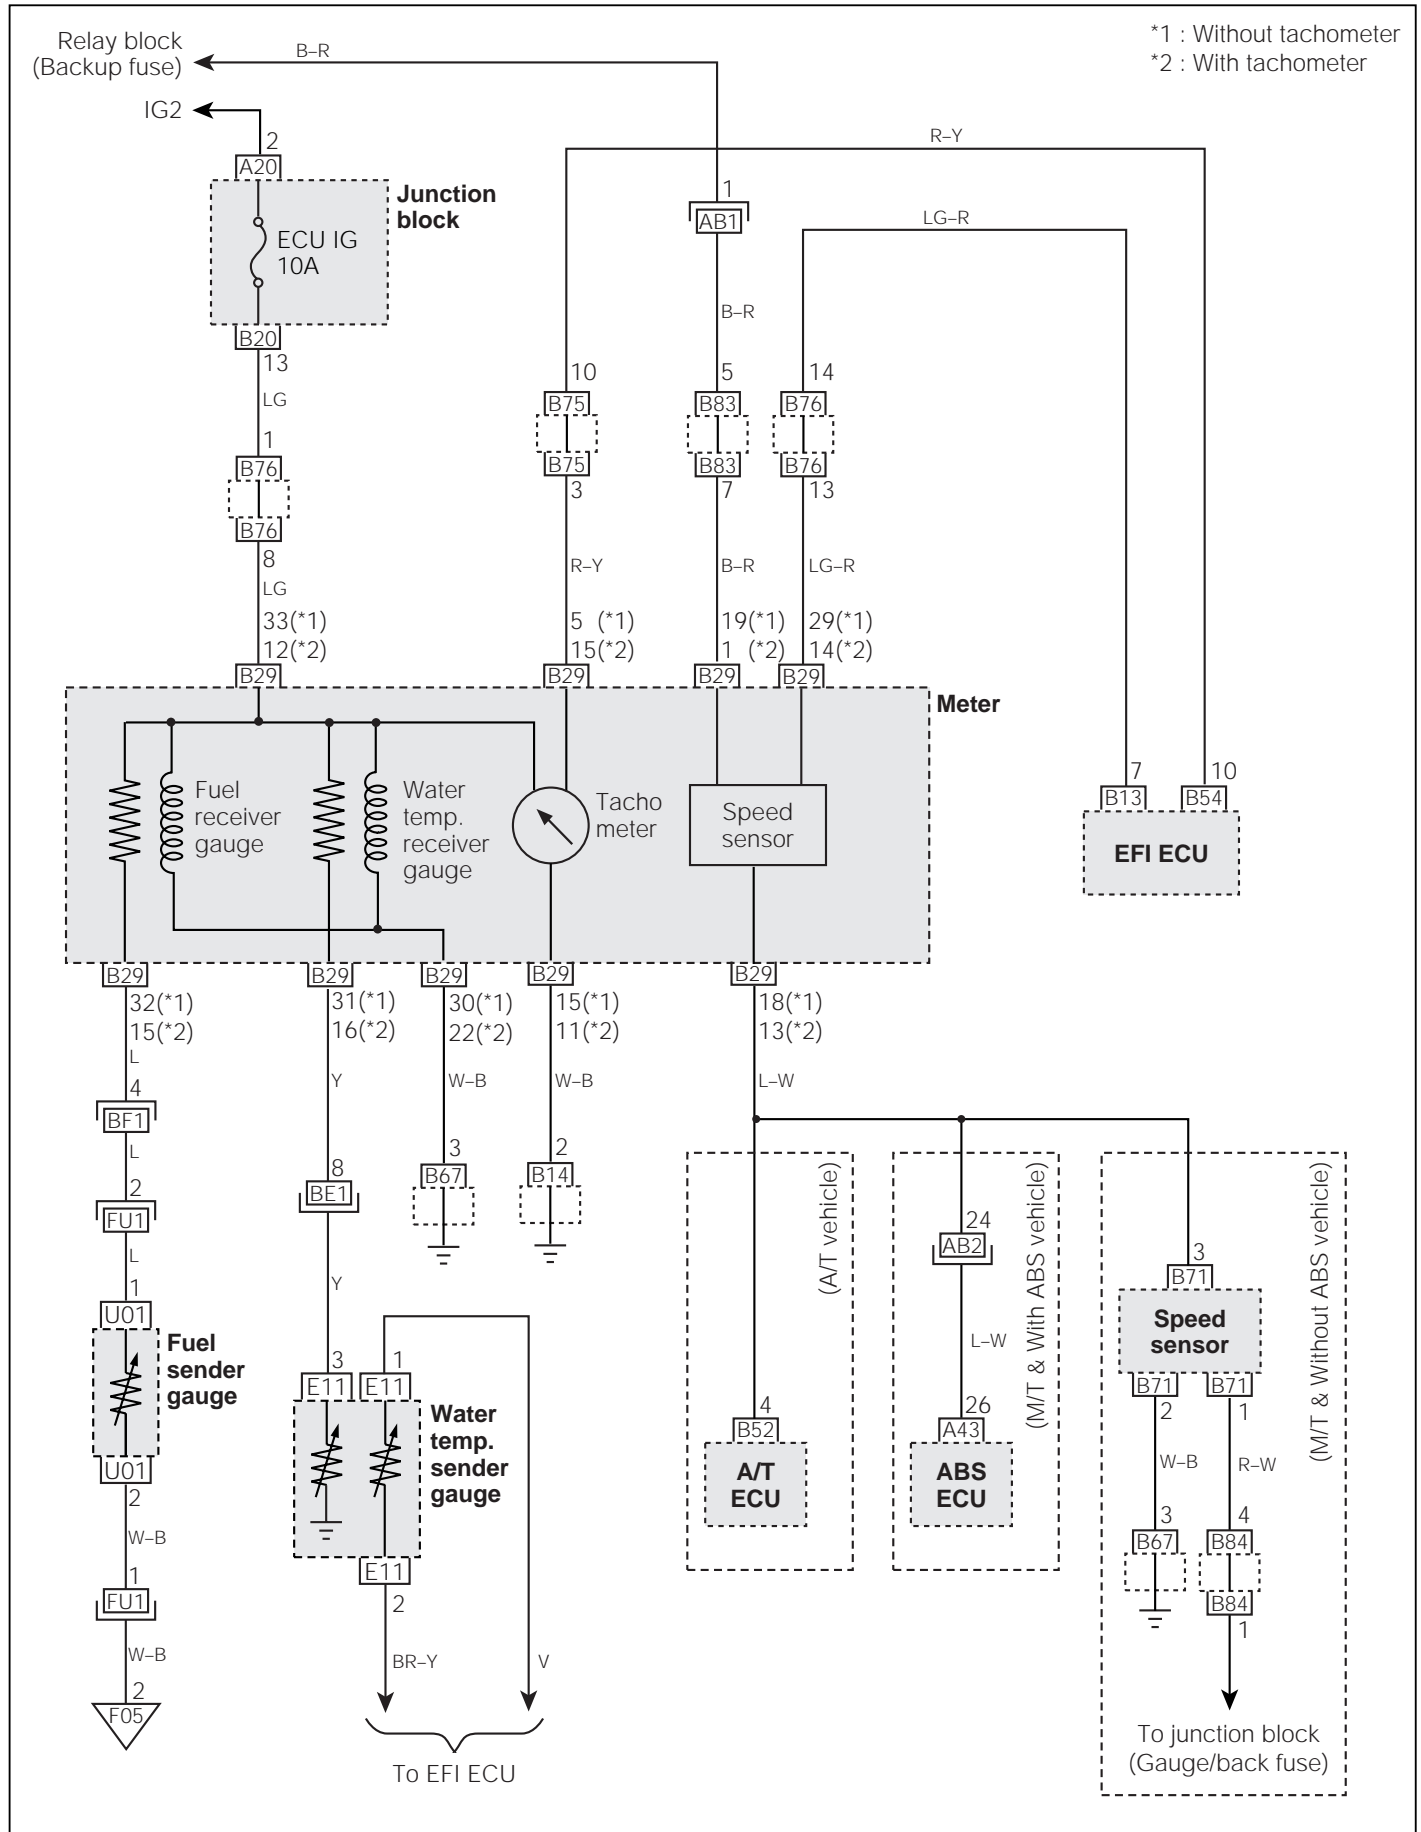 *1 : Without tachometer
*2 : With tachometer
Relay block
(Backup fuse)
B–R
IG2
2
A20
Junction
block
ECU IG
10A
B20
13
LG
1
B76
B76
8
LG
33(*1)
12(*2)
B29
R–Y
10
B75
B75
3
R–Y
5 (*1)
15(*2)
B29
1
AB1
B–R
5
B83
B83
7
B–R
19(*1)
1 (*2)
B29
LG–R
14
B76
B76
13
LG–R
29(*1)
14(*2)
B29
Meter
7
B13
10
B54
EFI ECU
Fuel
receiver
gauge
Water
temp.
receiver
gauge
Tacho
meter
Speed
sensor
B29
32(*1)
15(*2)
L
4
BF1
L
2
FU1
L
1
U01
Fuel
sender
gauge
U01
2
W–B
1
FU1
W–B
2
F05
B29
31(*1)
16(*2)
Y
8
BE1
Y
3
E11
1
E11
Water
temp.
sender
gauge
E11
2
BR–Y
V
To EFI ECU
B29
30(*1)
22(*2)
W–B
3
B67
B29
15(*1)
11(*2)
W–B
2
B14
B29
18(*1)
13(*2)
L–W
(A/T vehicle)
4
B52
A/T
ECU
(M/T & With ABS vehicle)
24
AB2
L–W
26
A43
ABS
ECU
(M/T & Without ABS vehicle)
3
B71
Speed
sensor
B71
2
W–B
3
B67
B71
1
R–W
4
B84
B84
1
To junction block
(Gauge/back fuse)